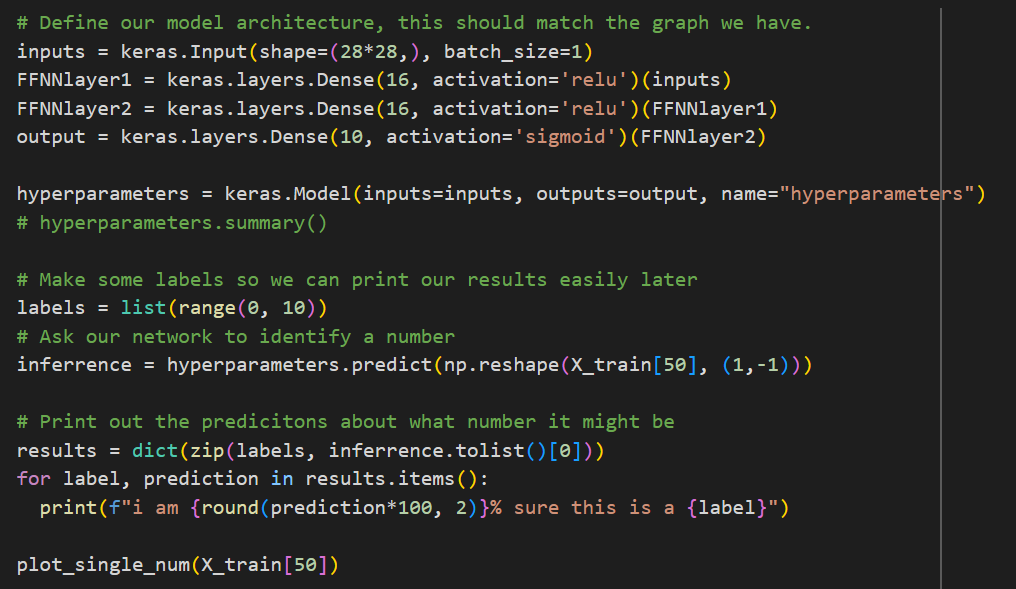 # Define our model architecture, this should match the graph we have.
inputs = keras.Input(shape=(28*28,), batch_size=1)
FFNNlayer1 = keras.layers.Dense(16, activation='relu')(inputs)
FFNNlayer2 = keras.layers.Dense(16, activation='relu')(FFNNlayer1)
output = keras.layers.Dense(10, activation='sigmoid')(FFNNlayer2)

hyperparameters = keras.Model(inputs=inputs, outputs=output, name="hyperparameters")
# hyperparameters.summary()

# Make some labels so we can print our results easily later
labels = list(range(0, 10))
# Ask our network to identify a number
inferrence = hyperparameters.predict(np.reshape(X_train[50], (1,-1)))

# Print out the predicitons about what number it might be
results = dict(zip(labels, inferrence.tolist()[0]))
for label, prediction in results.items():
  print(f"i am {round(prediction*100, 2)}% sure this is a {label}")

plot_single_num(X_train[50])